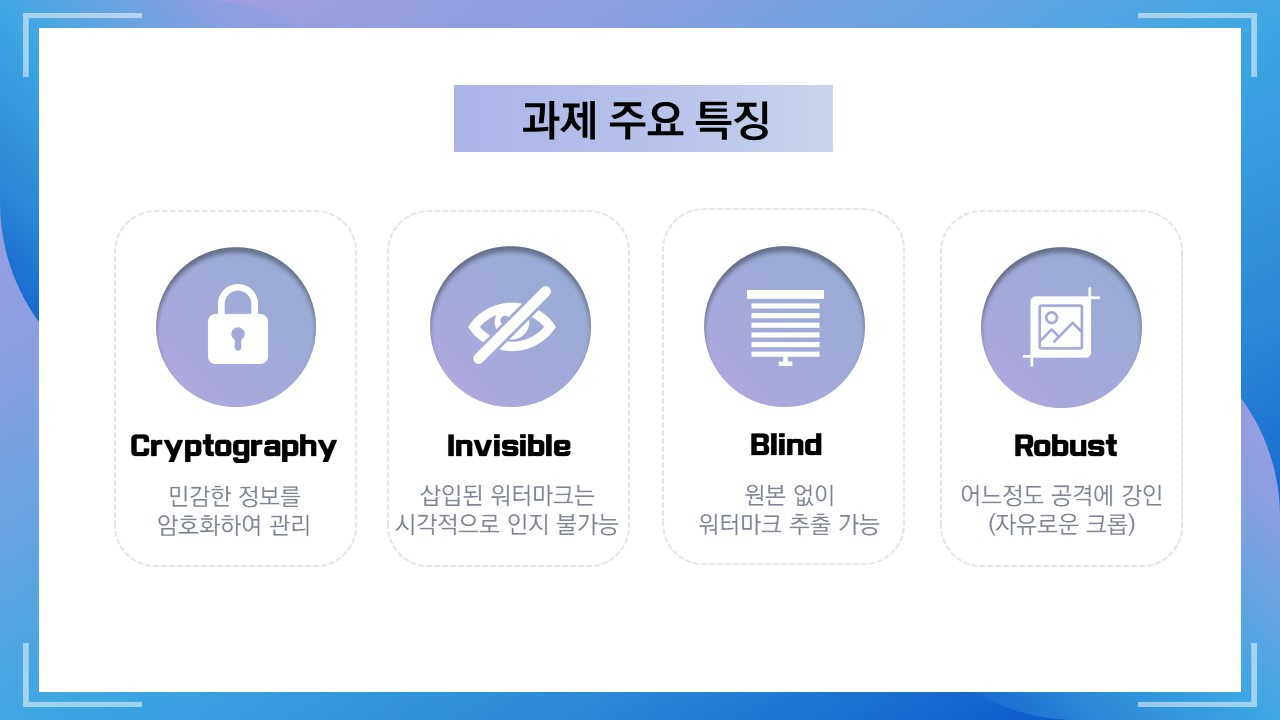 과제 주요 특징
Cryptography
민감한 정보를
암호화하여 관리
Invisible
삽입된 워터마크는
시각적으로 인지 불가능
Blind
원본 없이
워터마크 추출 가능
Robust
어느정도 공격에 강인
(자유로운 크롭)